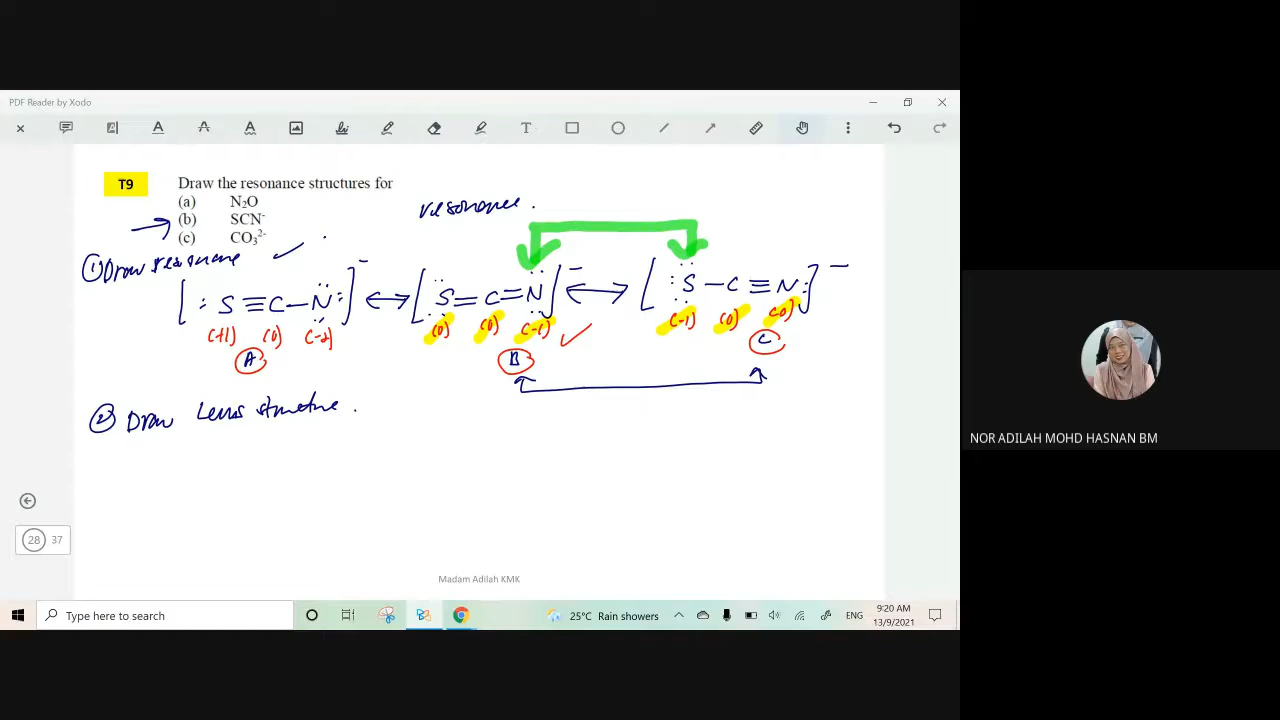 PDF Reader by Xodo
T9
Draw the resonance structures for
(a) N₂O
(b) SCN⁻
(c) CO₃²⁻
resonance.
① Draw resonance ✓
[:S≡C—N̈:]⁻ ↔ [S̈=C=N̈]⁻ ↔ [:S̈—C≡N:]⁻
(+1) (0) (-2) (0) (0) (-1) ✓ (-1) (0) (0)
A B C
② Draw Lewis structure.
28 37
Madam Adilah KMK
NOR ADILAH MOHD HASNAN BM
Type here to search
25°C Rain showers
ENG
9:20 AM
13/9/2021